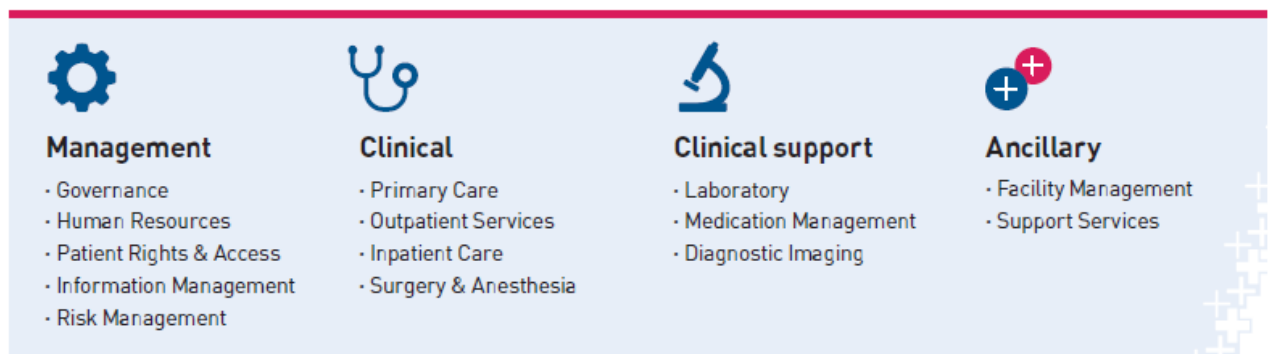 Management
· Governance
· Human Resources
· Patient Rights & Access
· Information Management
· Risk Management
Clinical
· Primary Care
· Outpatient Services
· Inpatient Care
· Surgery & Anesthesia
Clinical support
· Laboratory
· Medication Management
· Diagnostic Imaging
Ancillary
· Facility Management
· Support Services